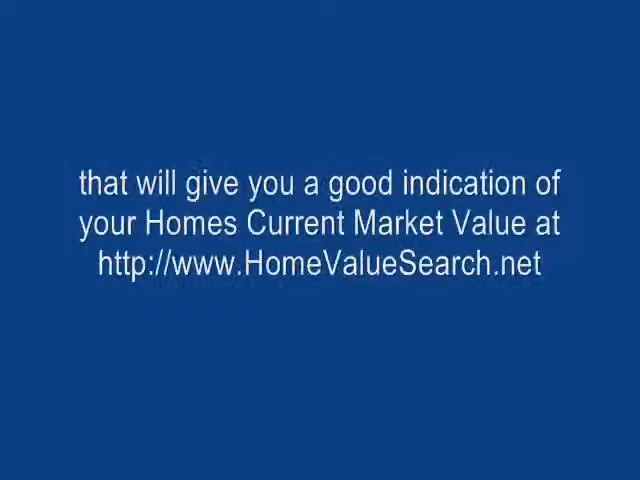 that will give you a good indication of
your Homes Current Market Value at
http://www.HomeValueSearch.net